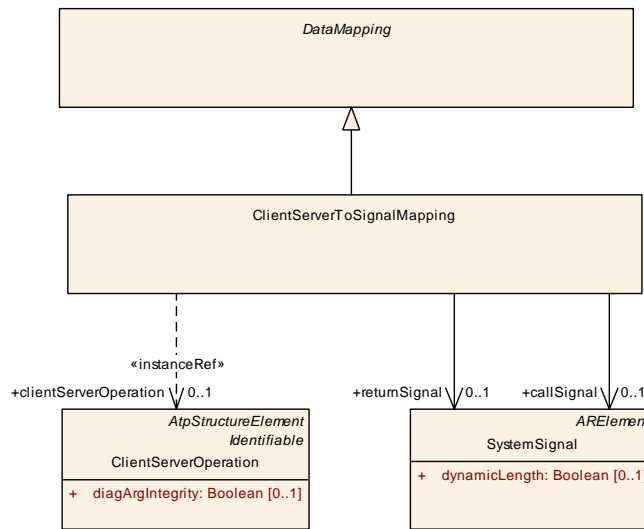 DataMapping
ClientServerToSignalMapping
«instanceRef»
+clientServerOperation 0..1
+returnSignal 0..1
+callSignal 0..1
AtpStructureElement
Identifiable
ClientServerOperation
+ diagArgIntegrity: Boolean [0..1]
ARElement
SystemSignal
+ dynamicLength: Boolean [0..1]